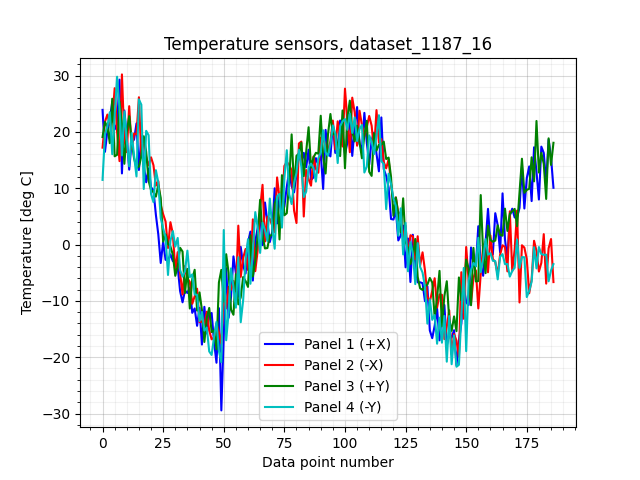 Temperature sensors, dataset_1187_16
Temperature [deg C]
30
20
10
0
−10
−20
−30
Panel 1 (+X)
Panel 2 (-X)
Panel 3 (+Y)
Panel 4 (-Y)
0 25 50 75 100 125 150 175
Data point number